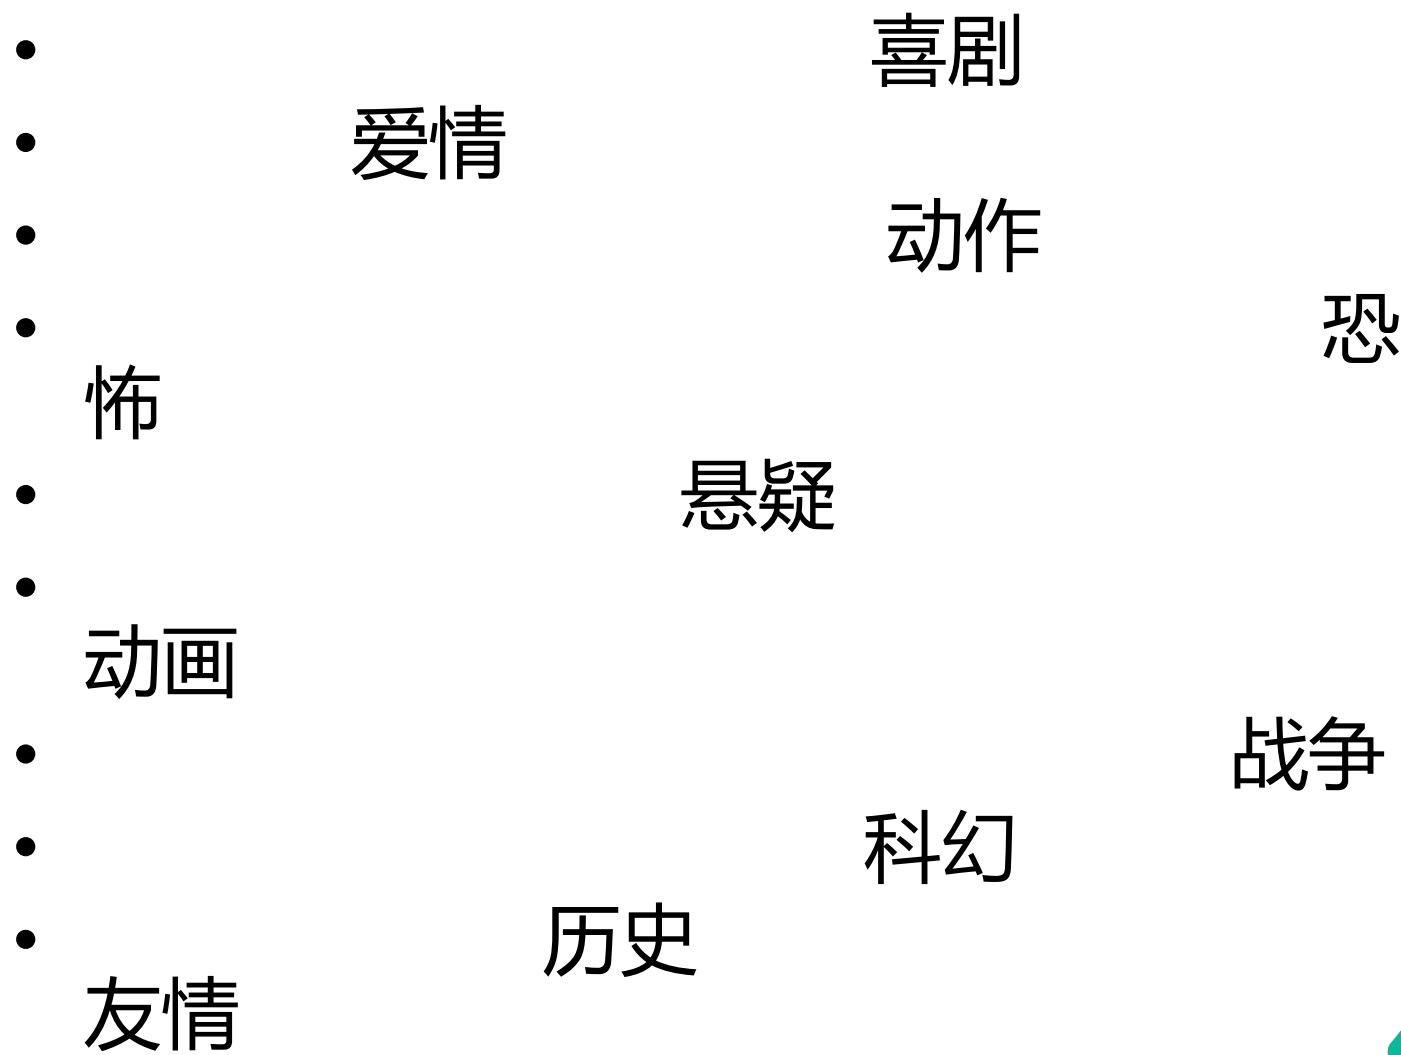 • 喜剧
• 爱情
• 动作
• 恐
怖
• 悬疑
•
动画
• 战争
• 科幻
• 历史
友情